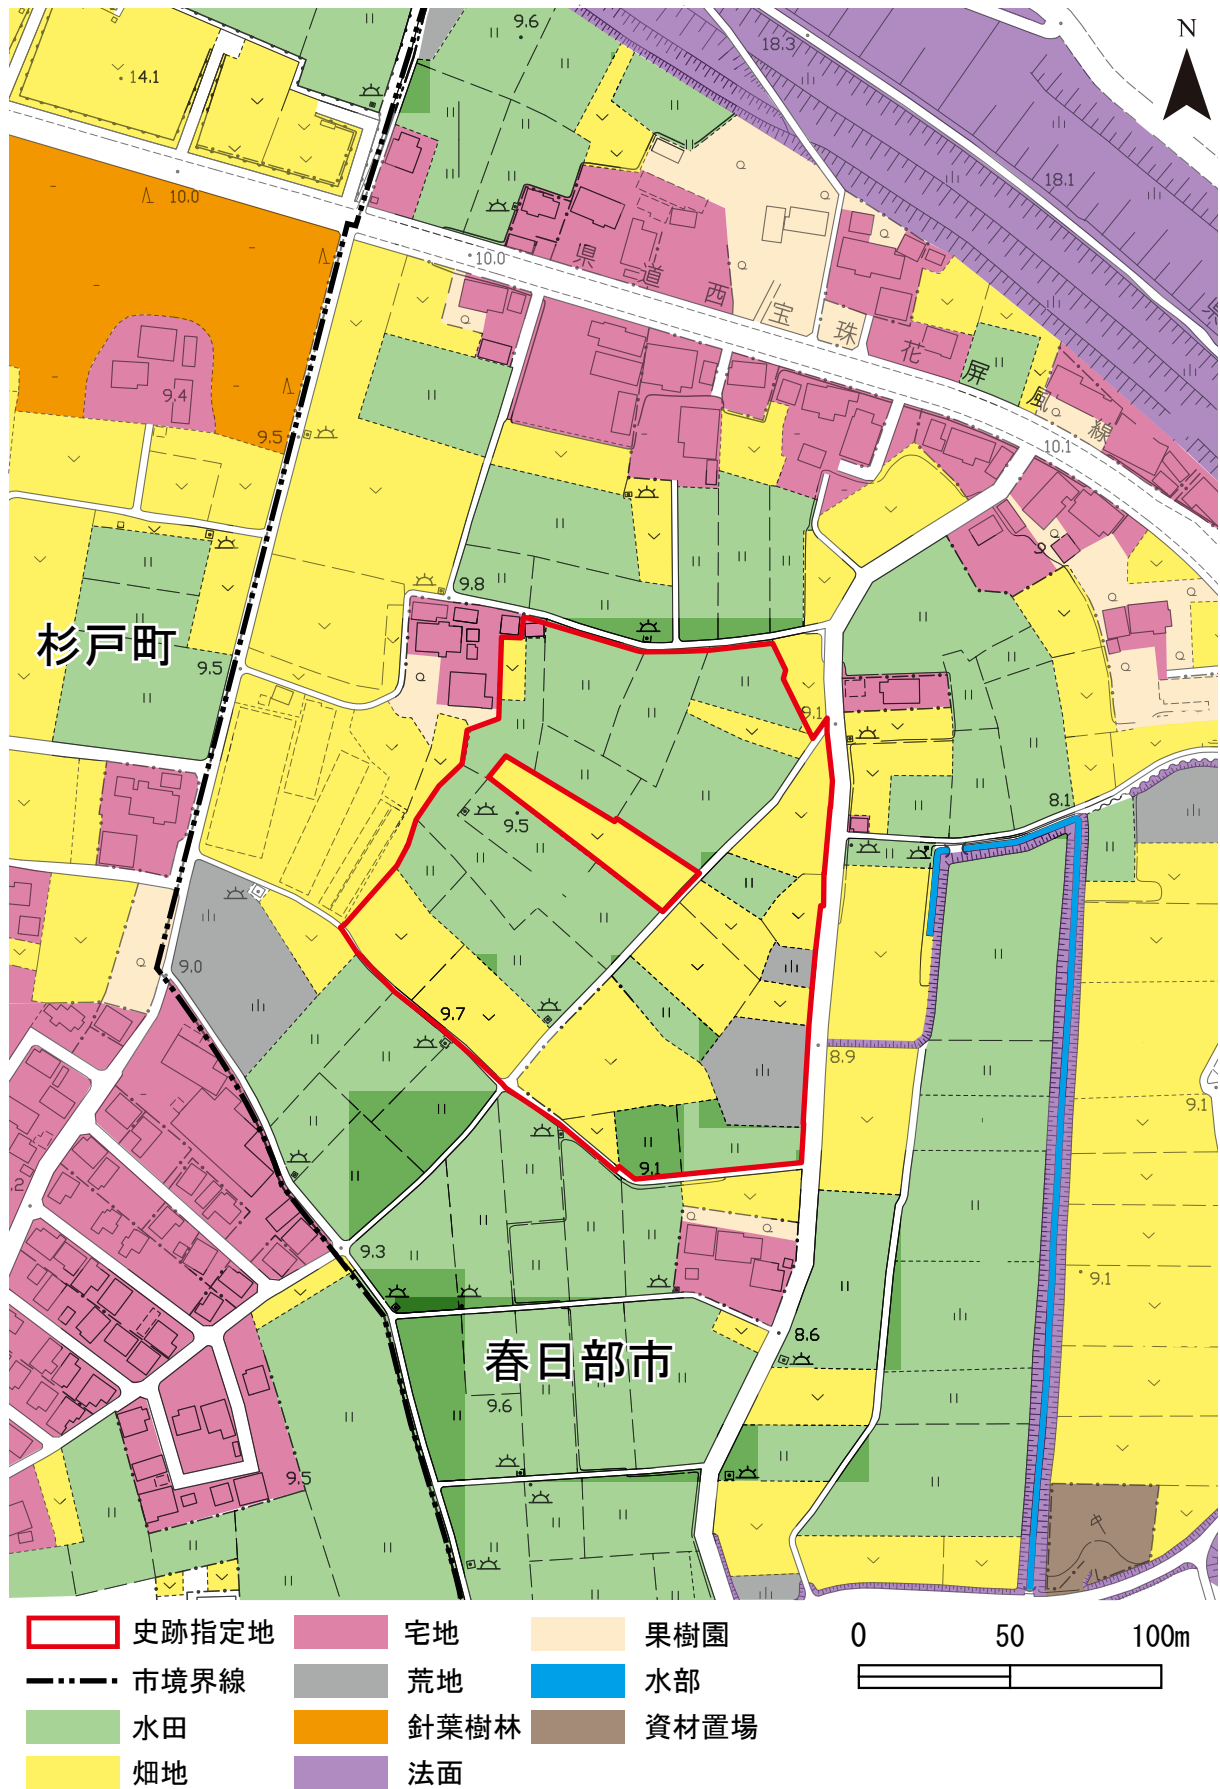 N
9.6
18.3
14.1
18.1
10.0
10.0
県道西宝珠花屏風線
県
9.4
9.5
10.1
9.8
杉戸町
9.5
9.1
8.1
9.5
9.0
9.7
8.9
9.1
9.1
.2
9.3
9.1
8.6
春日部市
9.6
9.5
史跡指定地
宅地
果樹園
0 50 100m
市境界線
荒地
水部
水田
針葉樹林
資材置場
畑地
法面